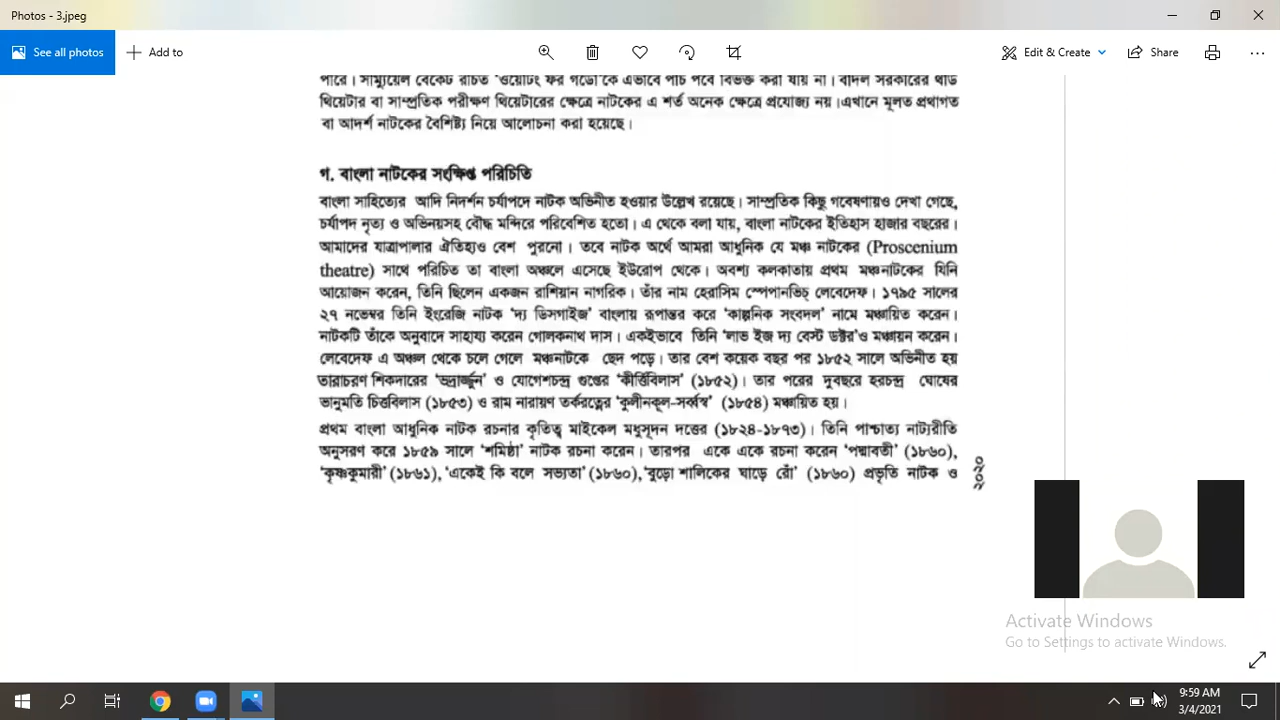 Photos - 3.jpeg
See all photos
Add to
Edit & Create
Share
পারে। সাম্যুয়েল বেকেট রচিত ‘ওয়েটিং ফর গডো’কে এভাবে পাঁচ পর্বে বিভক্ত করা যায় না। বাদল সরকারের থার্ড
থিয়েটার বা সাম্প্রতিক পরীক্ষণ থিয়েটারের ক্ষেত্রে নাটকের এ শর্ত অনেক ক্ষেত্রে প্রযোজ্য নয়।এখানে মূলত প্রথাগত
বা আদর্শ নাটকের বৈশিষ্ট্য নিয়ে আলোচনা করা হয়েছে।
গ. বাংলা নাটকের সংক্ষিপ্ত পরিচিতি
বাংলা সাহিত্যের আদি নিদর্শন চর্যাপদে নাটক অভিনীত হওয়ার উল্লেখ রয়েছে। সাম্প্রতিক কিছু গবেষণায়ও দেখা গেছে,
চর্যাপদ নৃত্য ও অভিনয়সহ বৌদ্ধ মন্দিরে পরিবেশিত হতো। এ থেকে বলা যায়, বাংলা নাটকের ইতিহাস হাজার বছরের।
আমাদের যাত্রাপালার ঐতিহ্যও বেশ পুরনো। তবে নাটক অর্থে আমরা আধুনিক যে মঞ্চ নাটকের (Proscenium
theatre) সাথে পরিচিত তা বাংলা অঞ্চলে এসেছে ইউরোপ থেকে। অবশ্য কলকাতায় প্রথম মঞ্চনাটকের যিনি
আয়োজন করেন, তিনি ছিলেন একজন রাশিয়ান নাগরিক। তাঁর নাম হেরাসিম স্পেপানভিচ্ লেবেদেফ। ১৭৯৫ সালের
২৭ নভেম্বর তিনি ইংরেজি নাটক ‘দ্য ডিসগাইজ’ বাংলায় রূপান্তর করে ‘কাল্পনিক সংবদল’ নামে মঞ্চায়িত করেন।
নাটকটি তাঁকে অনুবাদে সাহায্য করেন গোলকনাথ দাস। একইভাবে তিনি ‘লাভ ইজ দ্য বেস্ট ডক্টর’ও মঞ্চায়ন করেন।
লেবেদেফ এ অঞ্চল থেকে চলে গেলে মঞ্চনাটকে ছেদ পড়ে। তার বেশ কয়েক বছর পর ১৮৫২ সালে অভিনীত হয়
তারাচরণ শিকদারের ‘ভদ্রার্জ্জুন’ ও যোগেশচন্দ্র গুপ্তের ‘কীর্ত্তিবিলাস’ (১৮৫২)। তার পরের দুবছরে হরচন্দ্র ঘোষের
ভানুমতি চিত্তবিলাস (১৮৫৩) ও রাম নারায়ণ তর্করত্নের ‘কুলীনকূল-সর্ব্বস্ব’ (১৮৫৪) মঞ্চায়িত হয়।
প্রথম বাংলা আধুনিক নাটক রচনার কৃতিত্ব মাইকেল মধুসূদন দত্তের (১৮২৪-১৮৭৩)। তিনি পাশ্চাত্য নাট্যরীতি
অনুসরণ করে ১৮৫৯ সালে ‘শর্মিষ্ঠা’ নাটক রচনা করেন। তারপর একে একে রচনা করেন ‘পদ্মাবতী’ (১৮৬০),
‘কৃষ্ণকুমারী’ (১৮৬১), ‘একেই কি বলে সভ্যতা’ (১৮৬০), ‘বুড়ো শালিকের ঘাড়ে রোঁ’ (১৮৬০) প্রভৃতি নাটক ও
২০২১
Activate Windows
Go to Settings to activate Windows.
9:59 AM
3/4/2021